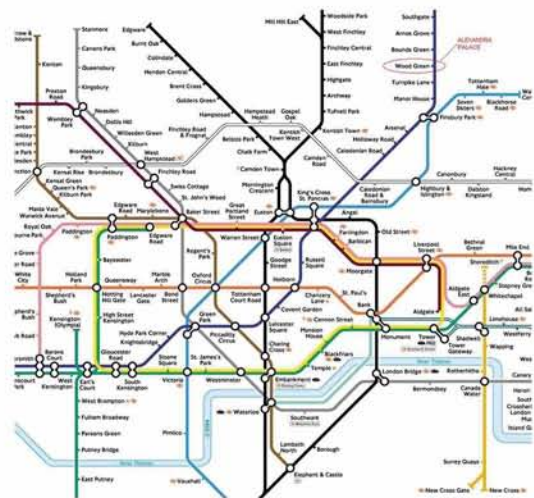 Stanmore
Canons Park
Queensbury
Kingsbury
Edgware
Burnt Oak
Colindale
Hendon Central
Brent Cross
Golders Green
Hampstead
Mill Hill East
Woodside Park
West Finchley
Finchley Central
East Finchley
Highgate
Archway
Tufnell Park
Southgate
Arnos Grove
Bounds Green
Wood Green
Turnpike Lane
Manor House
ALEXANDRA
PALACE
Kenton
Preston
Road
Wembley
Park
Neasden
Dollis Hill
Willesden Green
Kilburn
West
Hampstead
Finchley Road
& Frognal
Hampstead
Heath
Gospel
Oak
Kentish
Town West
Kentish Town
Belsize Park
Chalk Farm
Camden Town
Camden
Road
Mornington
Crescent
Tottenham
Hale
Seven
Sisters
Blackhorse
Road
Finsbury Park
Arsenal
Holloway Road
Caledonian Road
Caledonian
Road &
Barnsbury
Highbury &
Islington
Canonbury
Dalston
Kingsland
Hackney
Central
Brondesbury
Park
Brondesbury
Kensal Rise
Kensal Green
Queen's Park
Kilburn Park
Maida Vale
Warwick Avenue
Royal Oak
Finchley Road
Swiss Cottage
St. John's Wood
Edgware
Road
Marylebone
Baker Street
Great
Portland
Street
Euston
King's Cross
St. Pancras
Angel
Old Street
Farringdon
Barbican
Moorgate
Liverpool
Street
Bethnal
Green
Mile End
Shoreditch
Stepney Green
Whitechapel
Aldgate
East
Aldgate
Paddington
Paddington
Edgware
Road
Bayswater
Warren Street
Euston
Square
Regent's
Park
Goodge
Street
Russell
Square
White
City
Holland
Park
Queensway
Marble
Arch
Shepherd's
Bush
Notting
Hill Gate
Lancaster
Gate
Bond
Street
Oxford
Circus
Tottenham
Court Road
Holborn
Chancery
Lane
St. Paul's
Bank
Covent Garden
Cannon Street
Leicester
Square
Mansion
House
Monument
Tower
Hill
Tower
Gateway
Shadwell
Limehouse
Westferry
Wapping
Shepherd's
Bush
Kensington
(Olympia)
High Street
Kensington
Hyde Park Corner
Knightsbridge
Green
Park
Piccadilly
Circus
Charing
Cross
Blackfriars
Temple
Barons
Court
Gloucester
Road
Sloane
Square
St. James's
Park
West
Kensington
Earl's
Court
South
Kensington
Victoria
Westminster
Embankment
London Bridge
Bermondsey
Rotherhithe
Canada
Water
West Brompton
Fulham Broadway
Parsons Green
Putney Bridge
East Putney
River Thames
River Thames
Pimlico
Vauxhall
Waterloo
Southwark
Lambeth
North
Borough
Elephant & Castle
Surrey
Quays
New Cross Gate
New Cross